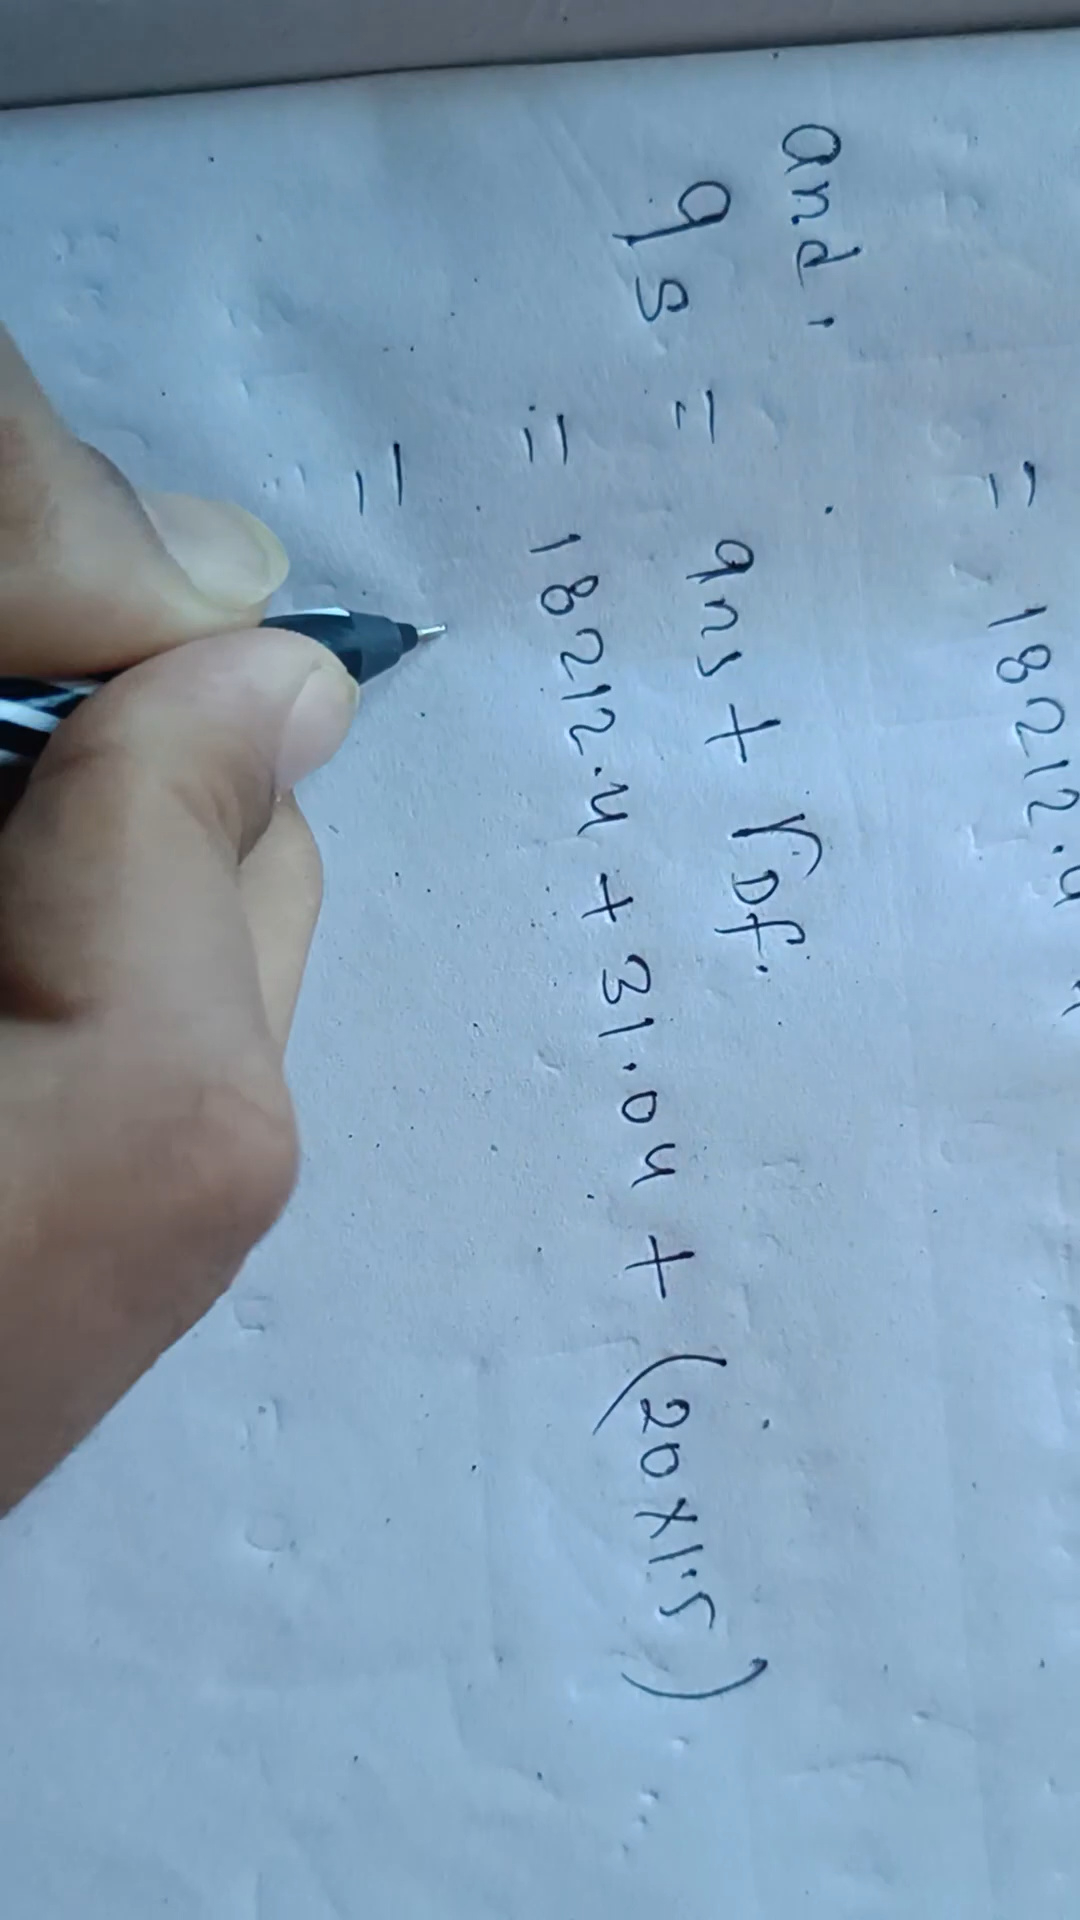 = 18212.4
and,
qs = qns + γDf.
= 18212.4 + 31.04 + (20×1.5)
=